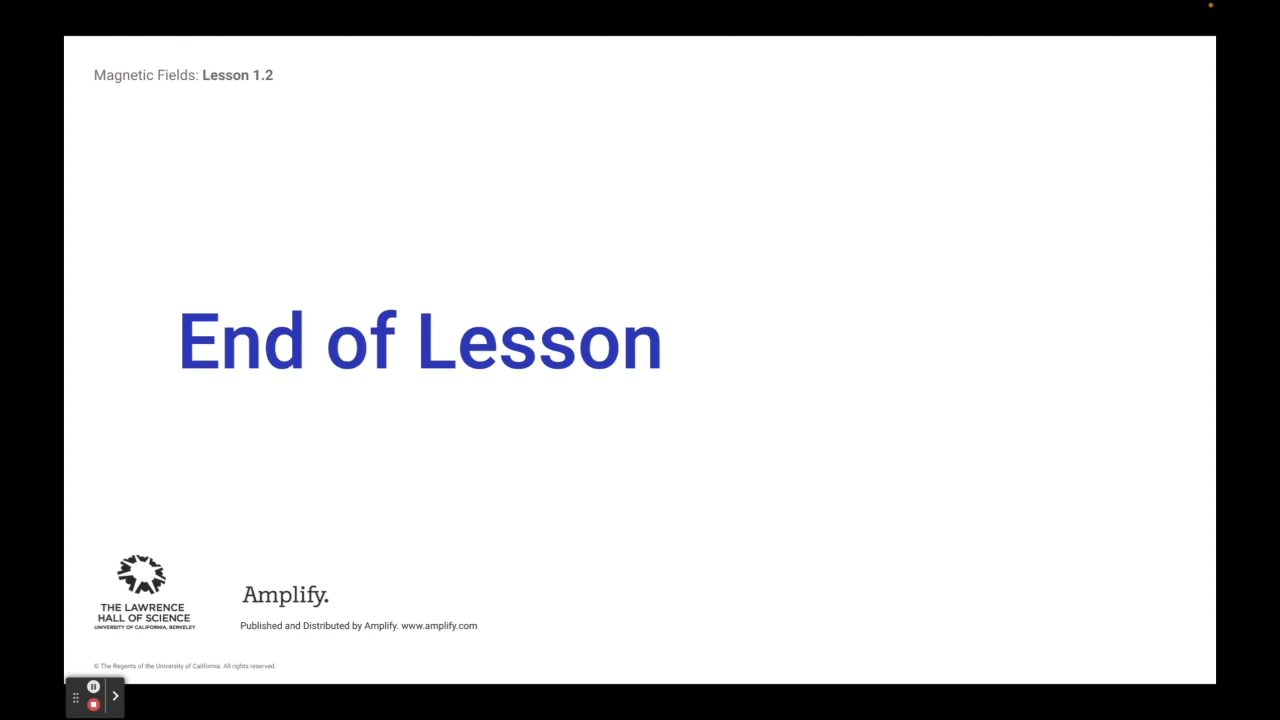 Magnetic Fields: Lesson 1.2
End of Lesson
THE LAWRENCE
HALL OF SCIENCE
UNIVERSITY OF CALIFORNIA, BERKELEY
Amplify.
Published and Distributed by Amplify. www.amplify.com
© The Regents of the University of California. All rights reserved.